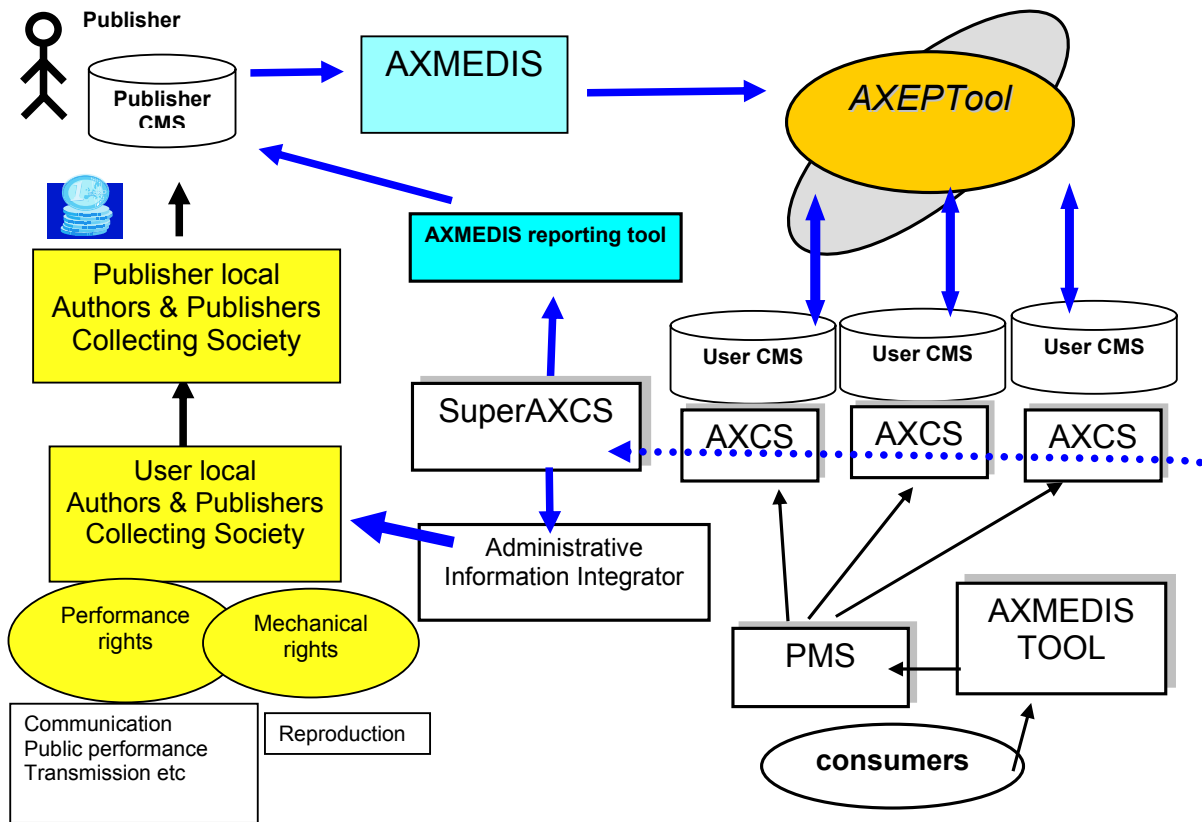 Publisher
Publisher
CMS
AXMEDIS
AXEPTool
AXMEDIS reporting tool
Publisher local
Authors & Publishers
Collecting Society
User CMS
User CMS
User CMS
SuperAXCS
AXCS
AXCS
AXCS
User local
Authors & Publishers
Collecting Society
Administrative
Information Integrator
Performance
rights
Mechanical
rights
AXMEDIS
TOOL
PMS
Communication
Public performance
Transmission etc
Reproduction
consumers